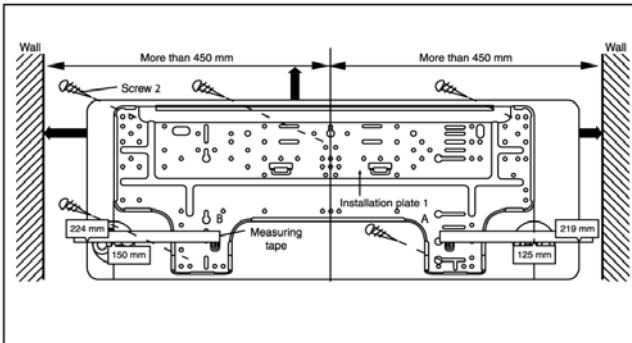 Wall
More than 450 mm
More than 450 mm
Wall
Screw 2
Installation plate 1
B
A
224 mm
Measuring
tape
219 mm
150 mm
125 mm